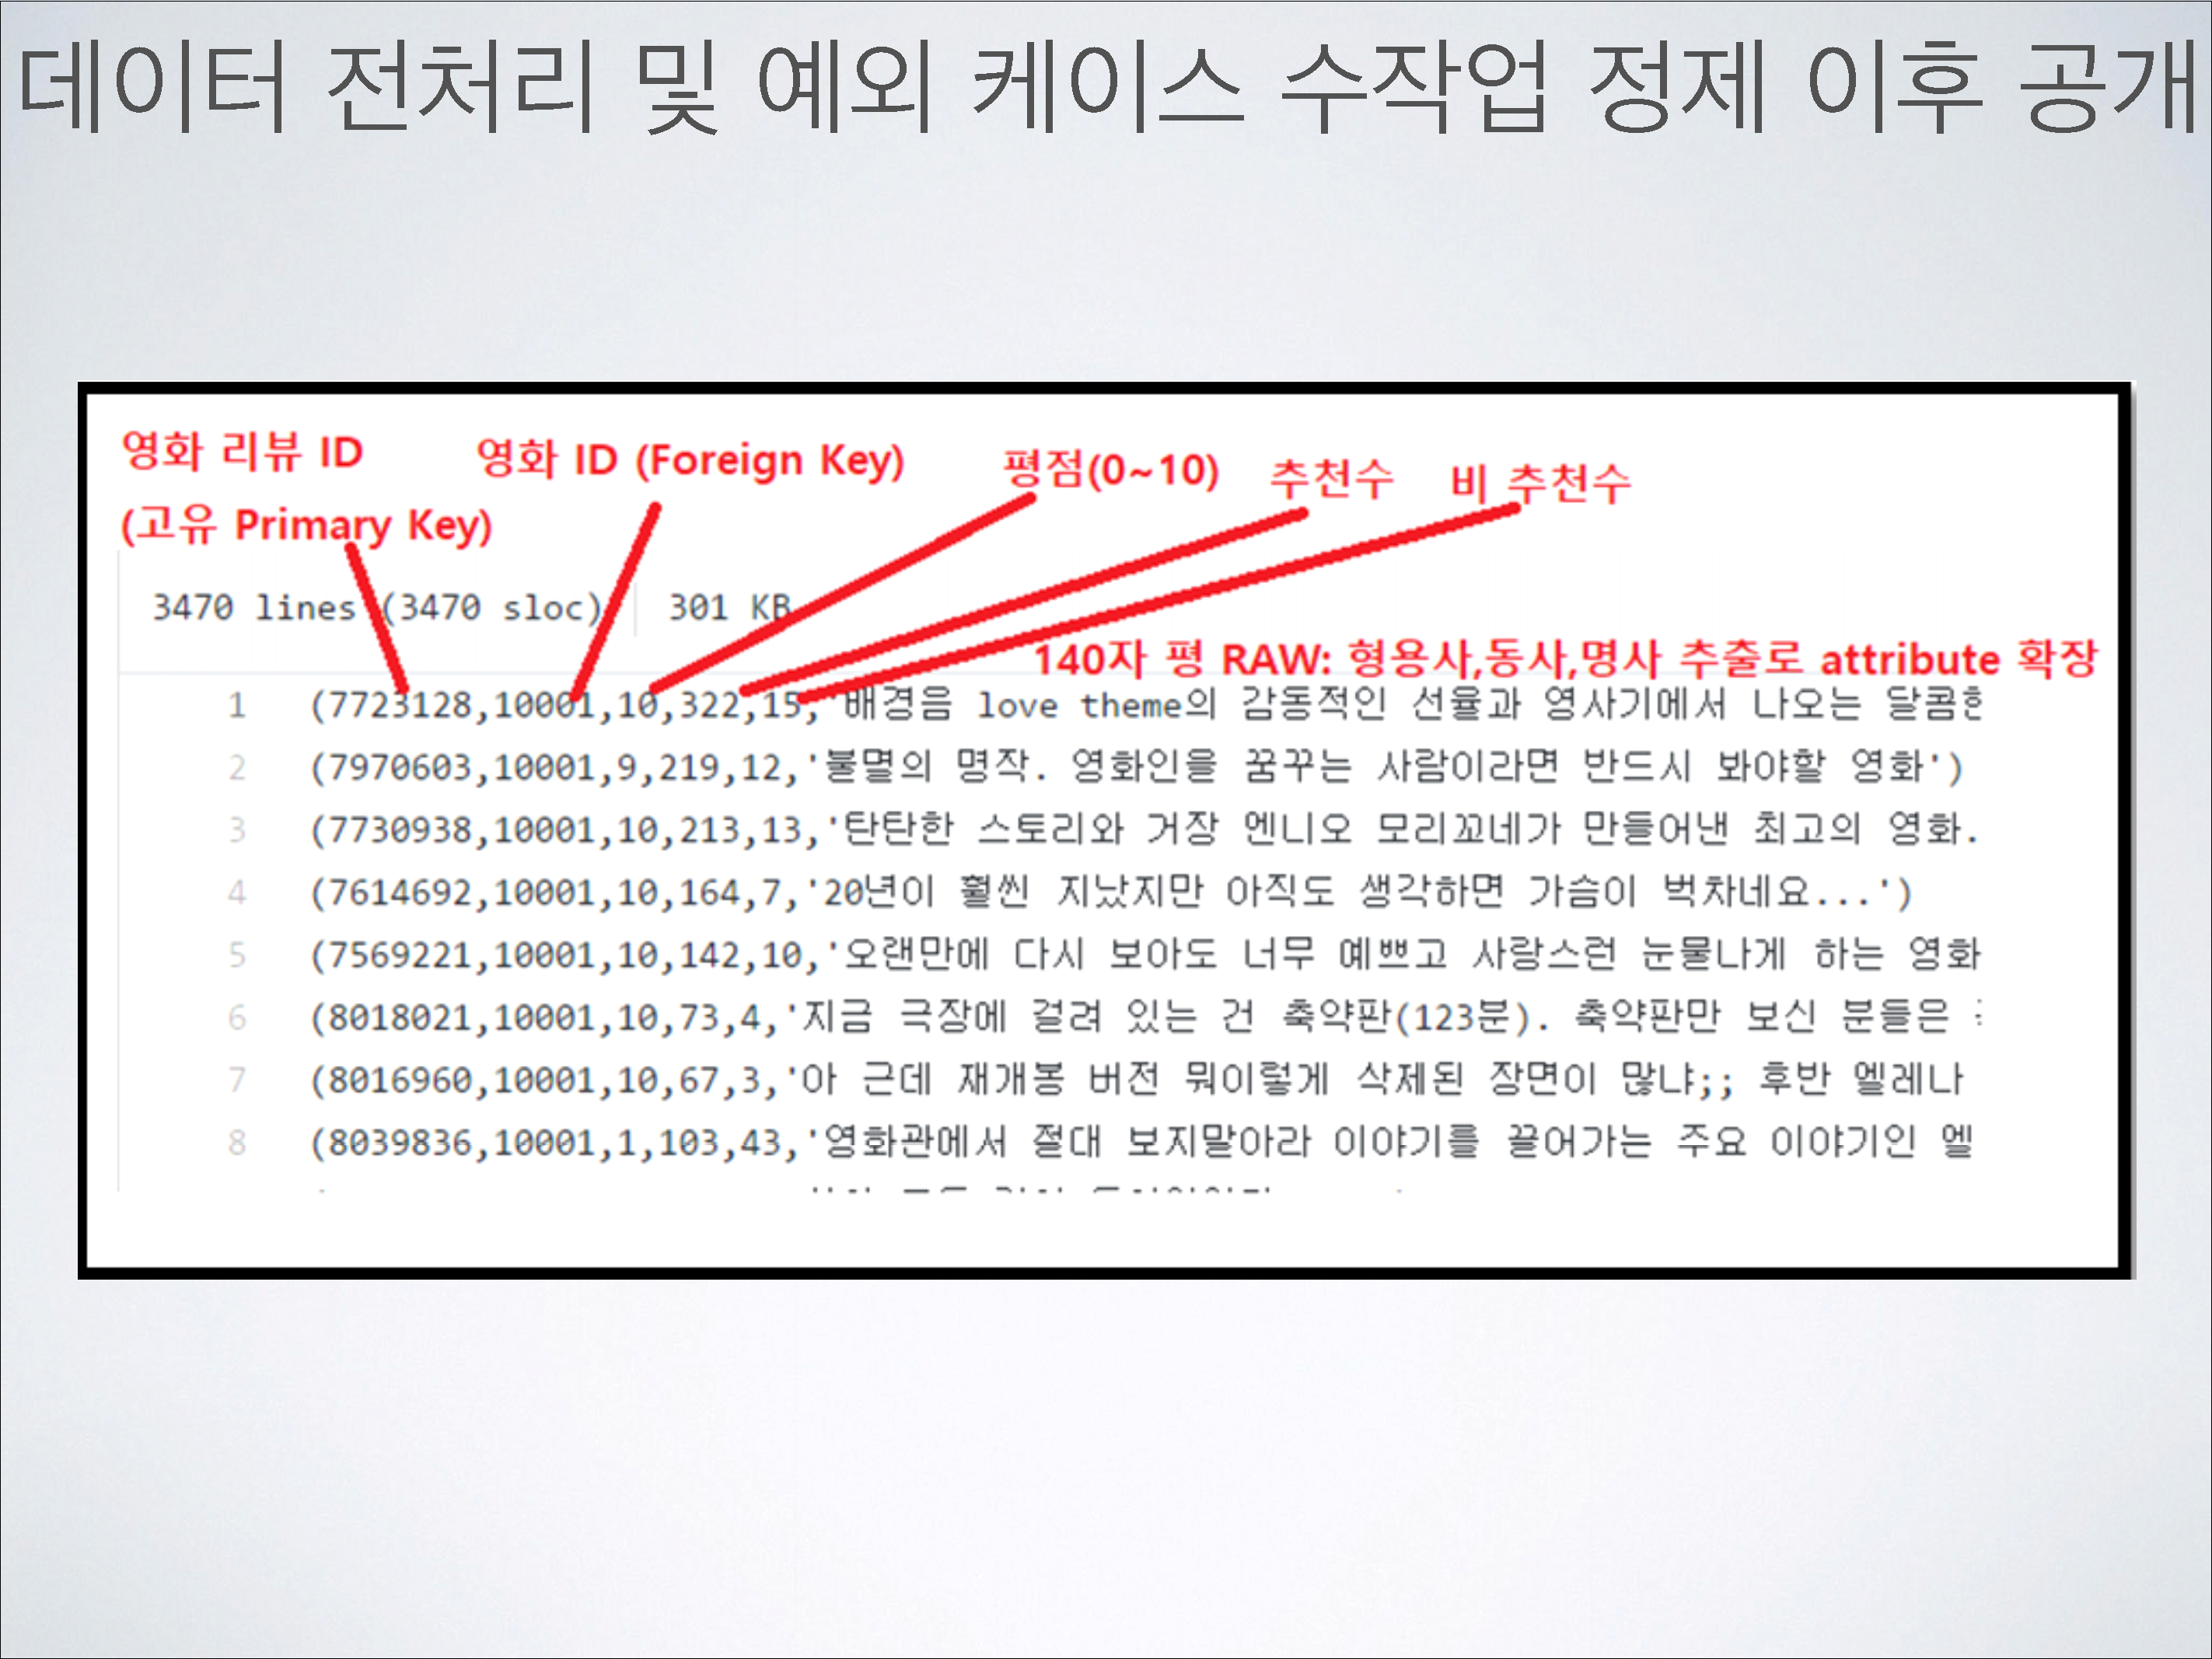 데이터 전처리 및 예외 케이스 수작업 정제 이후 공개
영화 리뷰 ID
(고유 Primary Key)
영화 ID (Foreign Key)
평점(0~10)
추천수
비 추천수
3470 lines (3470 sloc)
301 KB
140자 평 RAW: 형용사,동사,명사 추출로 attribute 확장
1 (7723128,10001,10,322,15,'배경음 love theme의 감동적인 선율과 영사기에서 나오는 달콤한
2 (7970603,10001,9,219,12,'불멸의 명작. 영화인을 꿈꾸는 사람이라면 반드시 봐야할 영화')
3 (7730938,10001,10,213,13,'탄탄한 스토리와 거장 엔니오 모리꼬네가 만들어낸 최고의 영화.
4 (7614692,10001,10,164,7,'20년이 훨씬 지났지만 아직도 생각하면 가슴이 벅차네요...')
5 (7569221,10001,10,142,10,'오랜만에 다시 보아도 너무 예쁘고 사랑스런 눈물나게 하는 영화
6 (8018021,10001,10,73,4,'지금 극장에 걸려 있는 건 축약판(123분). 축약판만 보신 분들은
7 (8016960,10001,10,67,3,'아 근데 재개봉 버전 뭐이렇게 삭제된 장면이 많냐;; 후반 엘레나
8 (8039836,10001,1,103,43,'영화관에서 절대 보지말아라 이야기를 끌어가는 주요 이야기인 엘